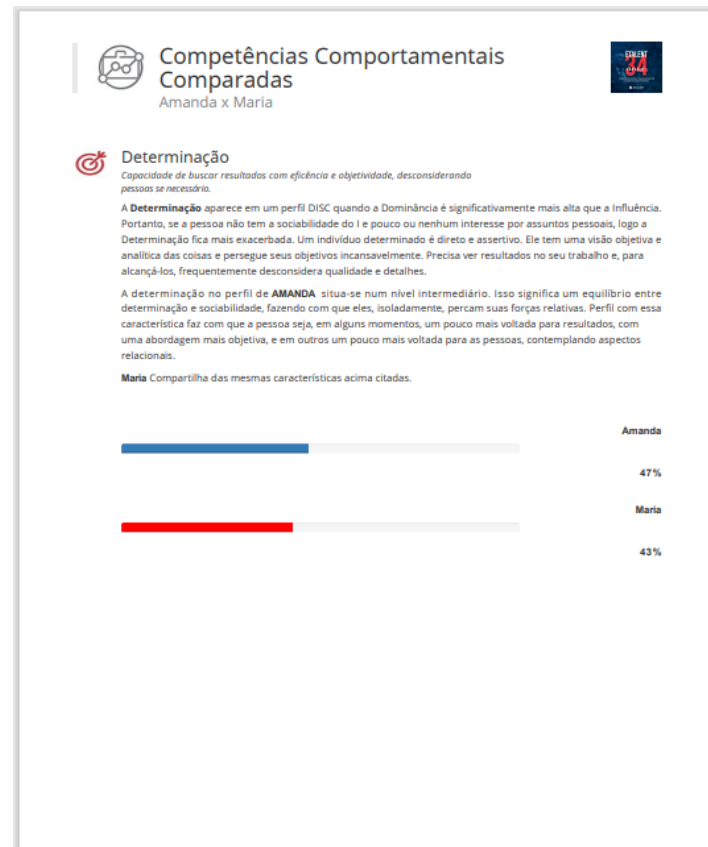 Competências Comportamentais
Comparadas
Amanda x Maria
ETALENT
34
Determinação
Capacidade de buscar resultados com eficência e objetividade, desconsiderando
pessoas se necessário.
A Determinação aparece em um perfil DISC quando a Dominância é significativamente mais alta que a Influência.
Portanto, se a pessoa não tem a sociabilidade do I e pouco ou nenhum interesse por assuntos pessoais, logo a
Determinação fica mais exacerbada. Um indivíduo determinado é direto e assertivo. Ele tem uma visão objetiva e
analítica das coisas e persegue seus objetivos incansavelmente. Precisa ver resultados no seu trabalho e, para
alcançá-los, frequentemente desconsidera qualidade e detalhes.
A determinação no perfil de AMANDA situa-se num nível intermediário. Isso significa um equilíbrio entre
determinação e sociabilidade, fazendo com que eles, isoladamente, percam suas forças relativas. Perfil com essa
característica faz com que a pessoa seja, em alguns momentos, um pouco mais voltada para resultados, com
uma abordagem mais objetiva, e em outros um pouco mais voltada para as pessoas, contemplando aspectos
relacionais.
Maria Compartilha das mesmas características acima citadas.
Amanda
47%
Maria
43%